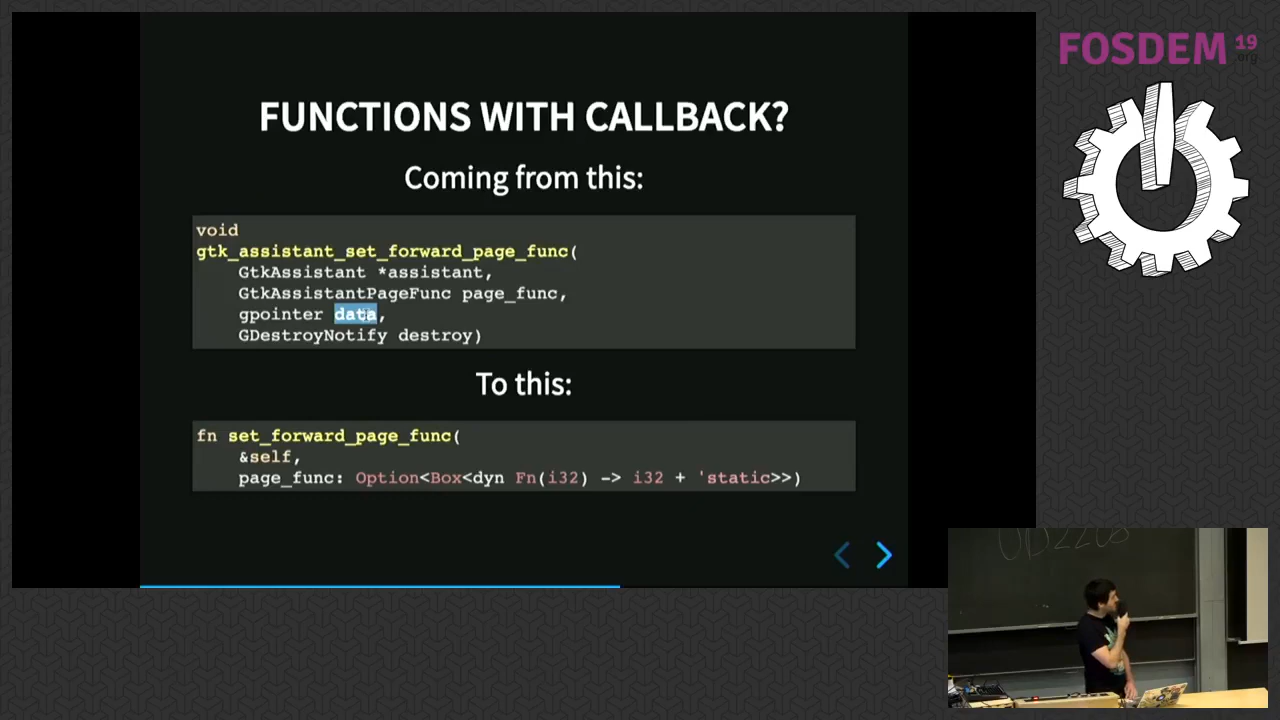 FOSDEM 19
.org
FUNCTIONS WITH CALLBACK?
Coming from this:
void
gtk_assistant_set_forward_page_func(
GtkAssistant *assistant,
GtkAssistantPageFunc page_func,
gpointer data,
GDestroyNotify destroy)
To this:
fn set_forward_page_func(
&self,
page_func: Option<Box<dyn Fn(i32) -> i32 + 'static>>)